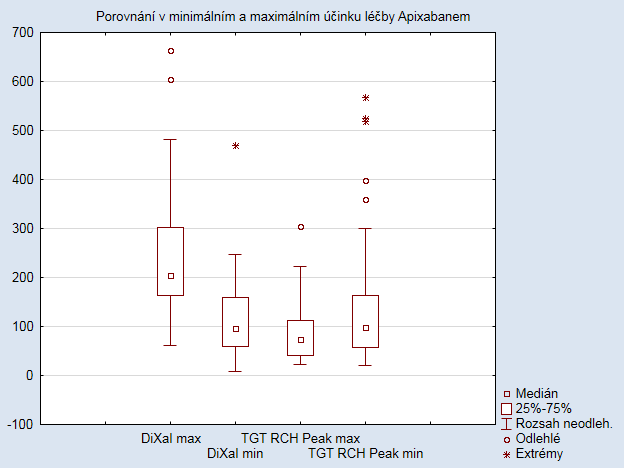 Porovnání v minimálním a maximálním účinku léčby Apixabanem
700
600
500
400
300
200
100
0
-100
DiXal max
TGT RCH Peak max
DiXal min
TGT RCH Peak min
Medián
25%-75%
Rozsah neodleh.
Odlehlé
Extrémy